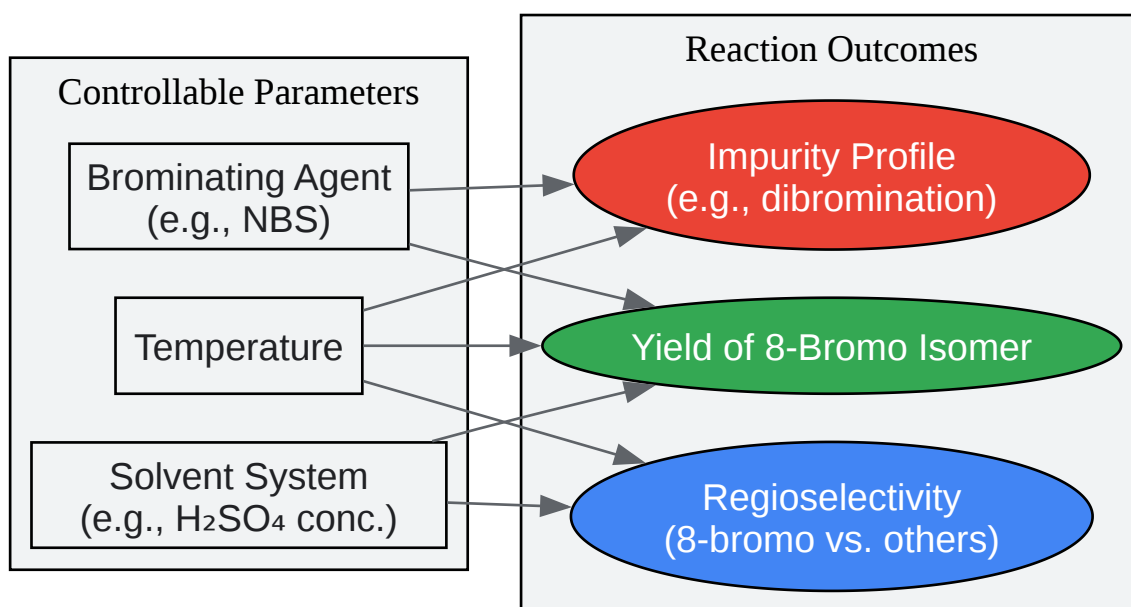 Controllable Parameters
Brominating Agent
(e.g., NBS)
Temperature
Solvent System
(e.g., H₂SO₄ conc.)
Reaction Outcomes
Impurity Profile
(e.g., dibromination)
Yield of 8-Bromo Isomer
Regioselectivity
(8-bromo vs. others)